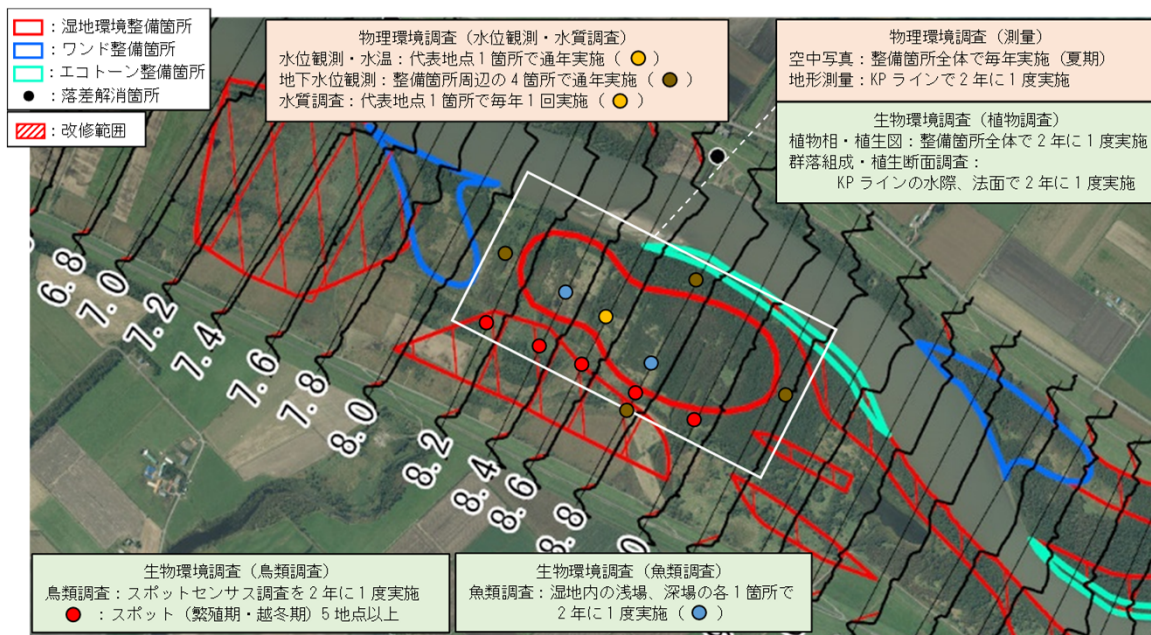 ：湿地環境整備箇所
：ワンド整備箇所
：エコトーン整備箇所
：落差解消箇所
：改修範囲
物理環境調査（水位観測・水質調査）
水位観測・水温：代表地点１箇所で通年実施（ ）
地下水位観測：整備箇所周辺の４箇所で通年実施（ ）
水質調査：代表地点１箇所で毎年１回実施（ ）
物理環境調査（測量）
空中写真：整備箇所全体で毎年実施（夏期）
地形測量：KPラインで２年に１度実施
生物環境調査（植物調査）
植物相・植生図：整備箇所全体で２年に１度実施
群落組成・植生断面調査：
KPラインの水際、法面で２年に１度実施
6.8
7.0
7.2
7.4
7.6
7.8
8.0
8.2
8.4
8.6
8.8
生物環境調査（鳥類調査）
鳥類調査：スポットセンサス調査を２年に１度実施
：スポット（繁殖期・越冬期）５地点以上
生物環境調査（魚類調査）
魚類調査：湿地内の浅場、深場の各１箇所で
２年に１度実施（ ）